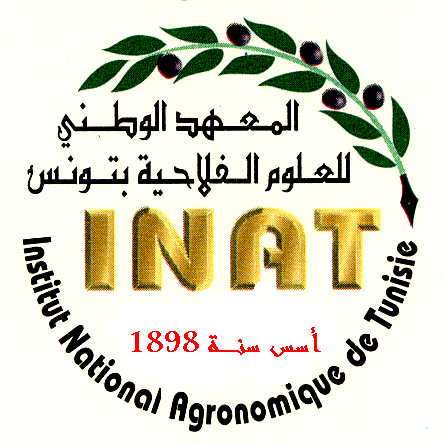 المعهد الوطني
للعلوم الفلاحية بتونس
INAT
Institut National Agronomique de Tunisie
أسس سنة 1898